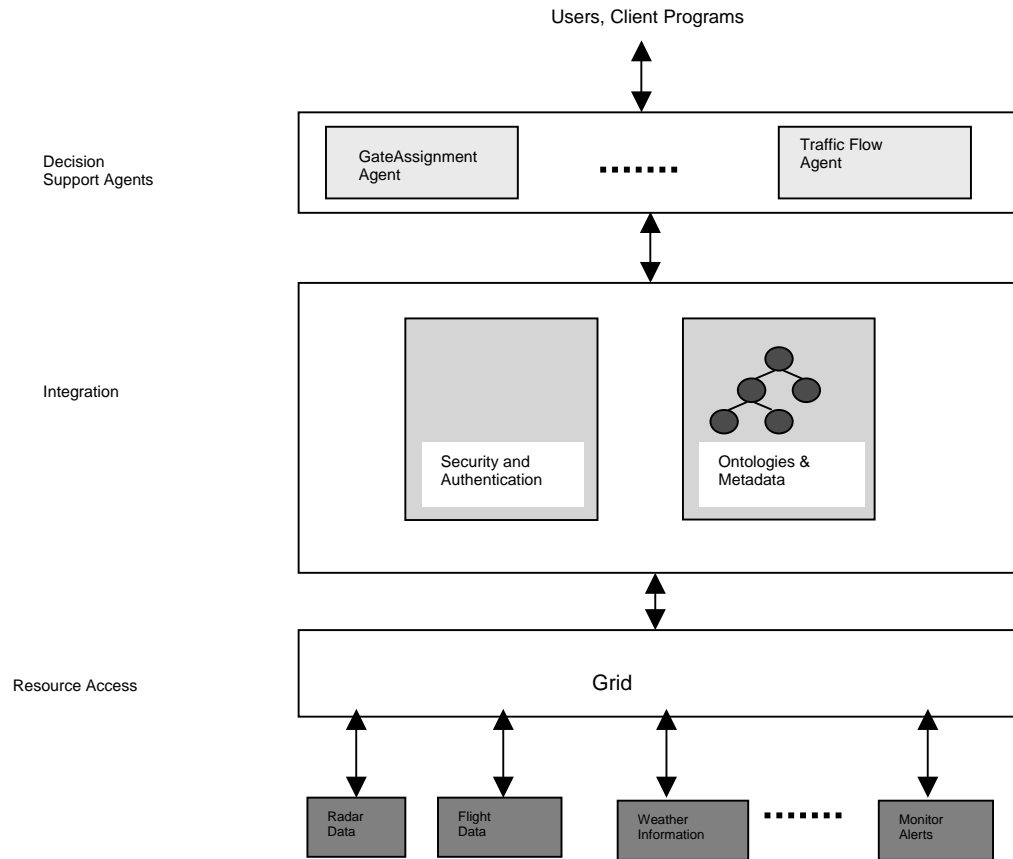 Users, Client Programs
Decision
Support Agents
GateAssignment
Agent
Traffic Flow
Agent
Integration
Security and
Authentication
Ontologies &
Metadata
Resource Access
Grid
Radar
Data
Flight
Data
Weather
Information
Monitor
Alerts